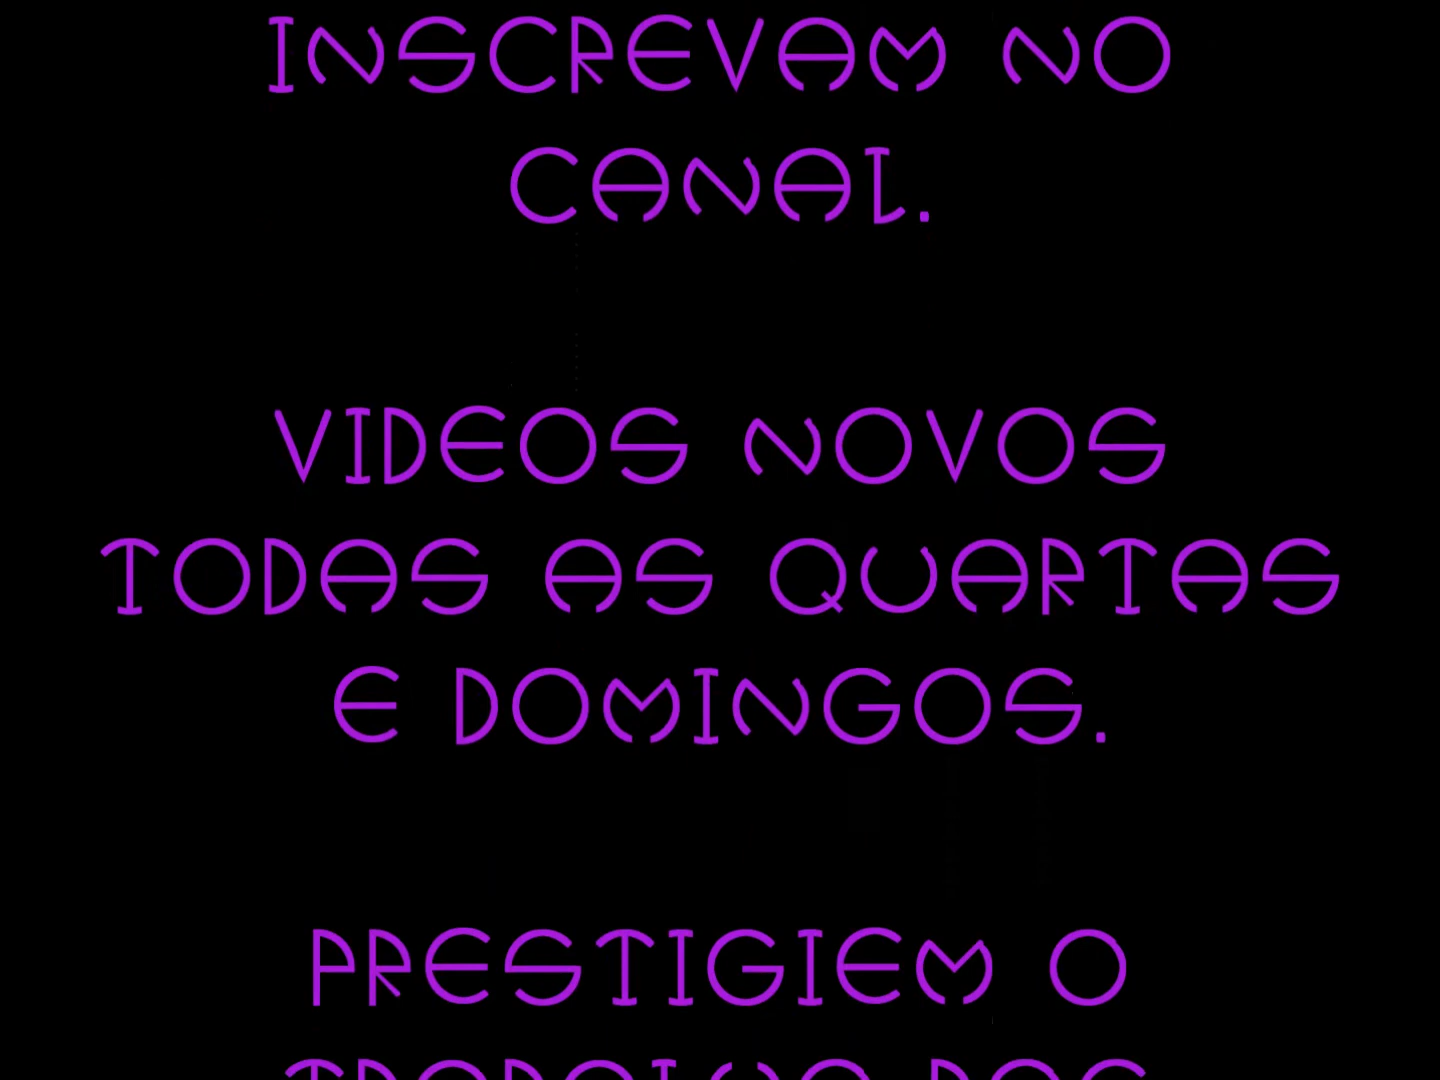 INSCREVAM NO
CANAL.
VIDEOS NOVOS
TODAS AS QUARTAS
E DOMINGOS.
PRESTIGIEM O